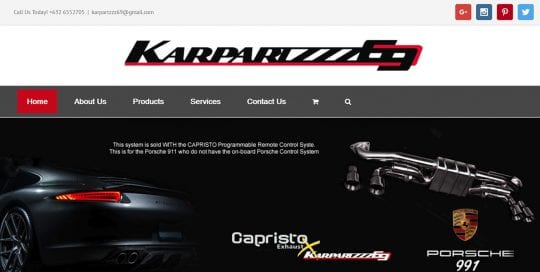 Call Us Today! +632 6552705 | karparizzz69@gmail.com
KARPARIZZZ69
Home About Us Products Services Contact Us
This system is sold WITH the CAPRISTO Programmable Remote Control Syste.
This is for the Porsche 911 who do not have the on-board Porsche Control System
Capristo
Exhaust
X KARPARIZZZ69
PORSCHE
991